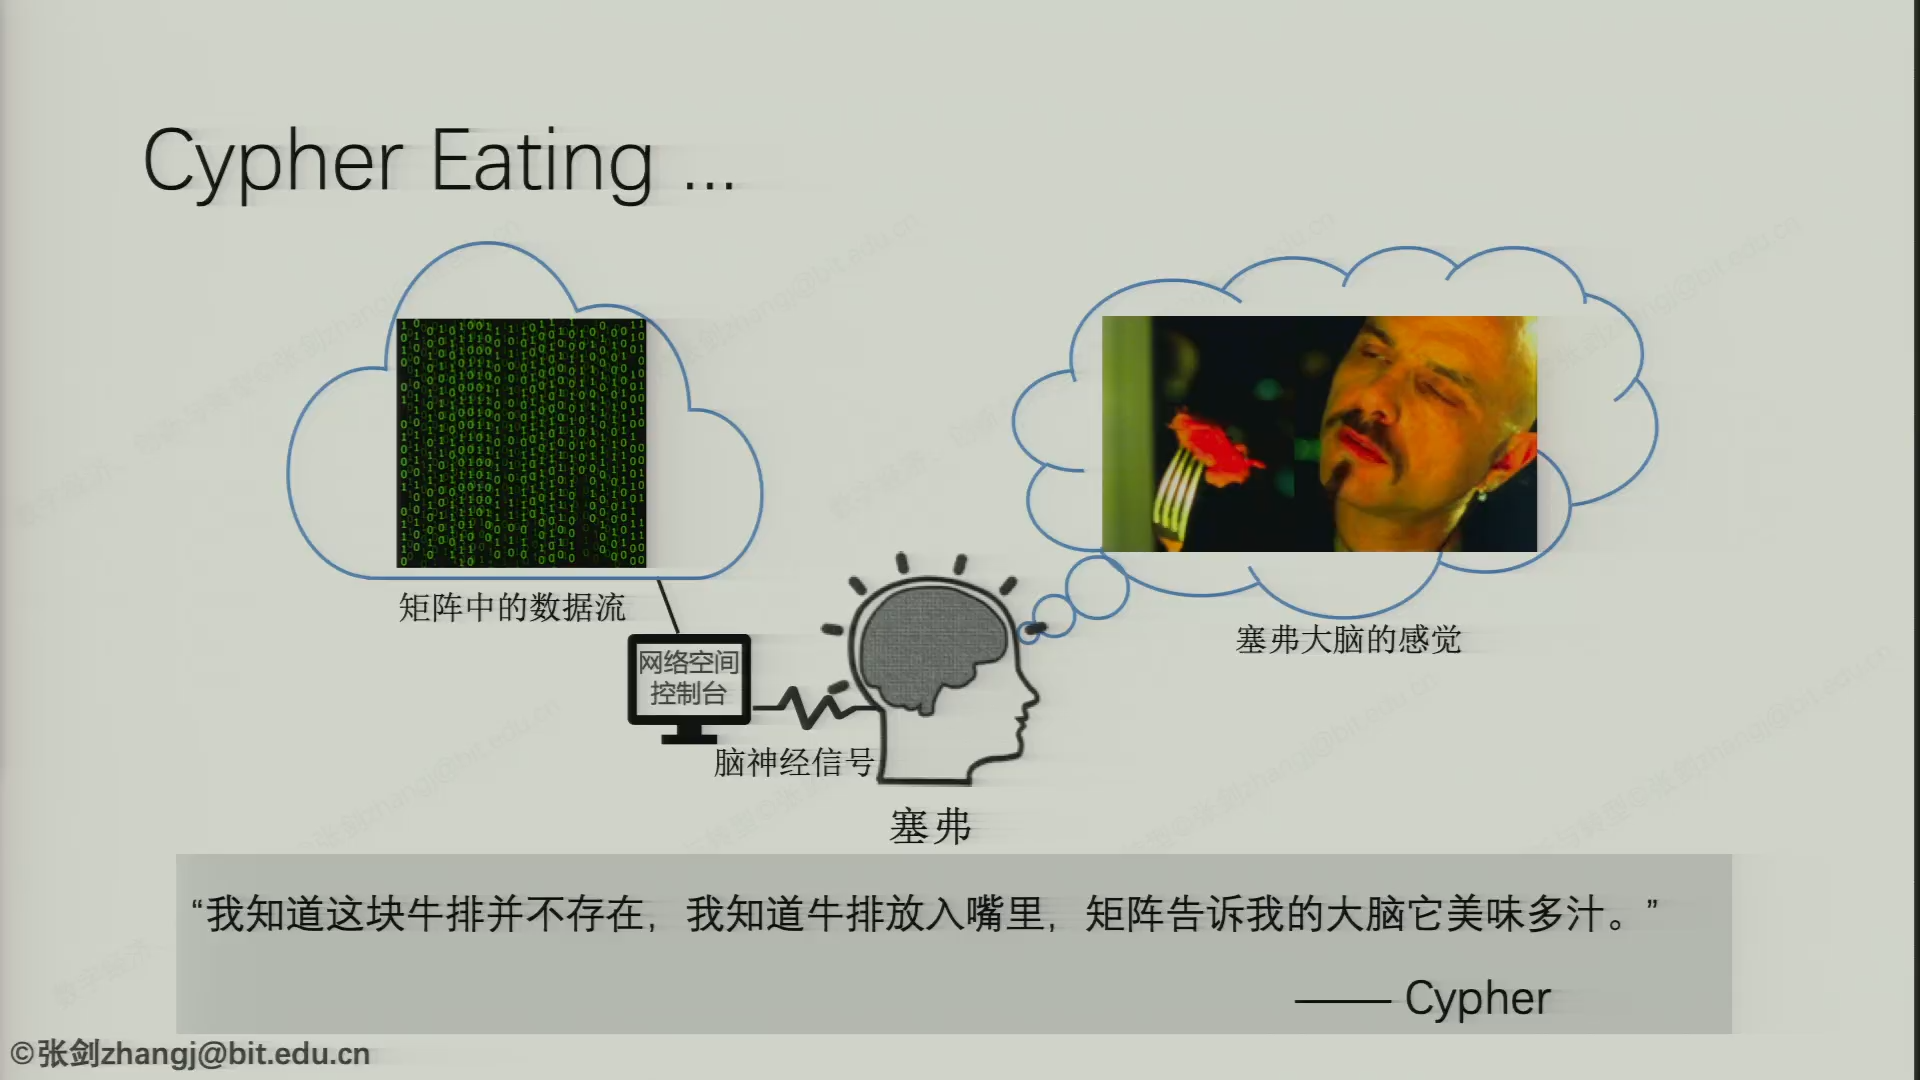 Cypher Eating ...
矩阵中的数据流
网络空间
控制台
脑神经信号
塞弗
塞弗大脑的感觉
“我知道这块牛排并不存在，我知道牛排放入嘴里，矩阵告诉我的大脑它美味多汁。”
—— Cypher
©张剑zhangj@bit.edu.cn